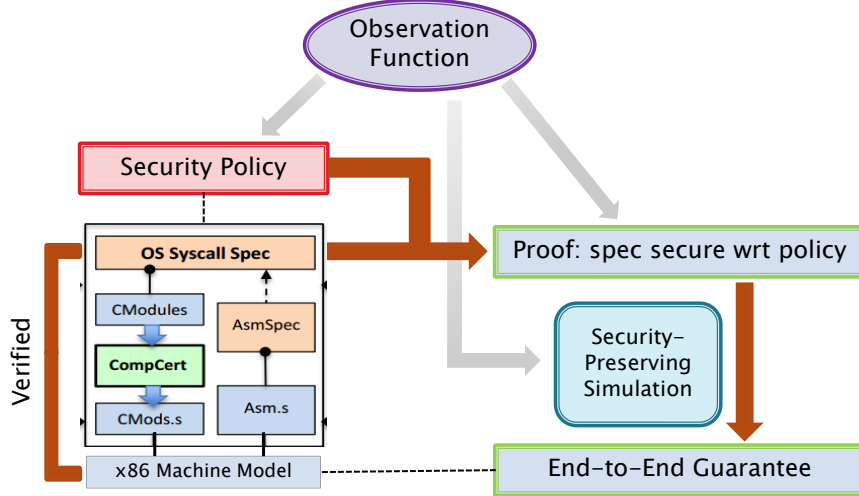 Observation
Function
Security Policy
OS Syscall Spec
Proof: spec secure wrt policy
CModules
AsmSpec
Security-
Preserving
Simulation
CompCert
Verified
CMods.s
Asm.s
x86 Machine Model
End-to-End Guarantee